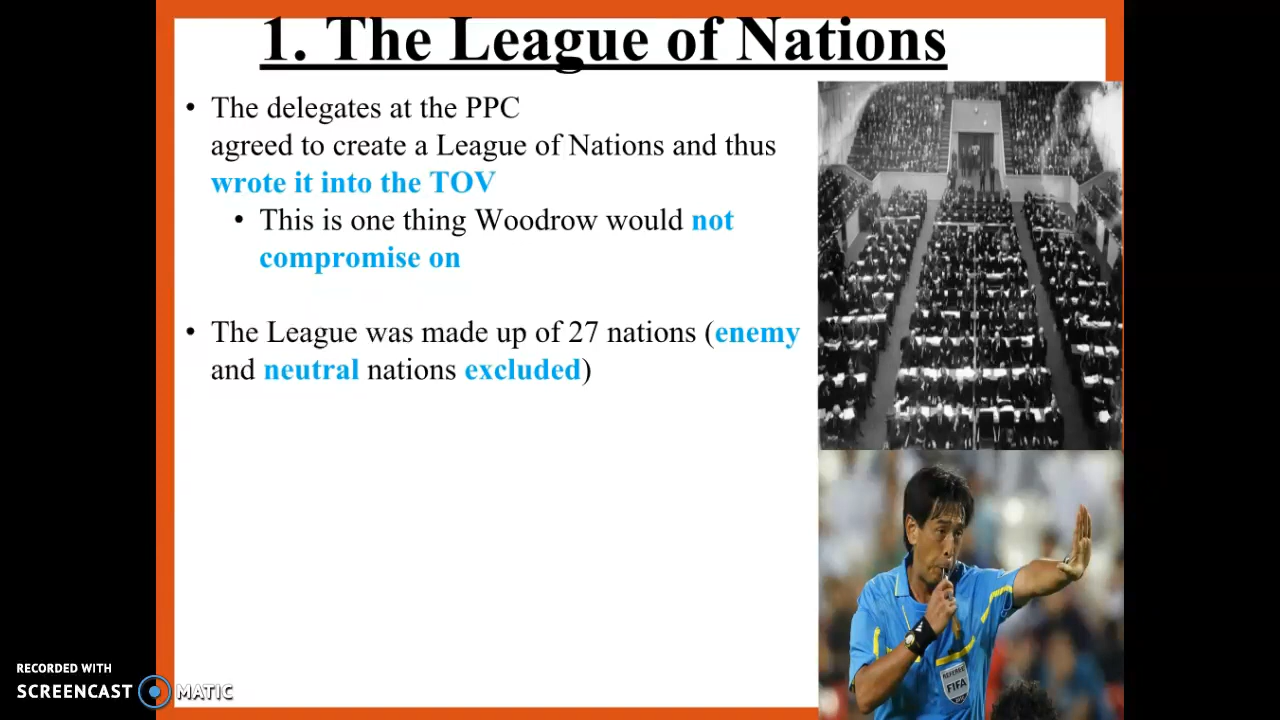 1. The League of Nations
• The delegates at the PPC
agreed to create a League of Nations and thus
wrote it into the TOV
• This is one thing Woodrow would not
compromise on
• The League was made up of 27 nations (enemy
and neutral nations excluded)
REFEREE
FIFA
RECORDED WITH
SCREENCAST MATIC